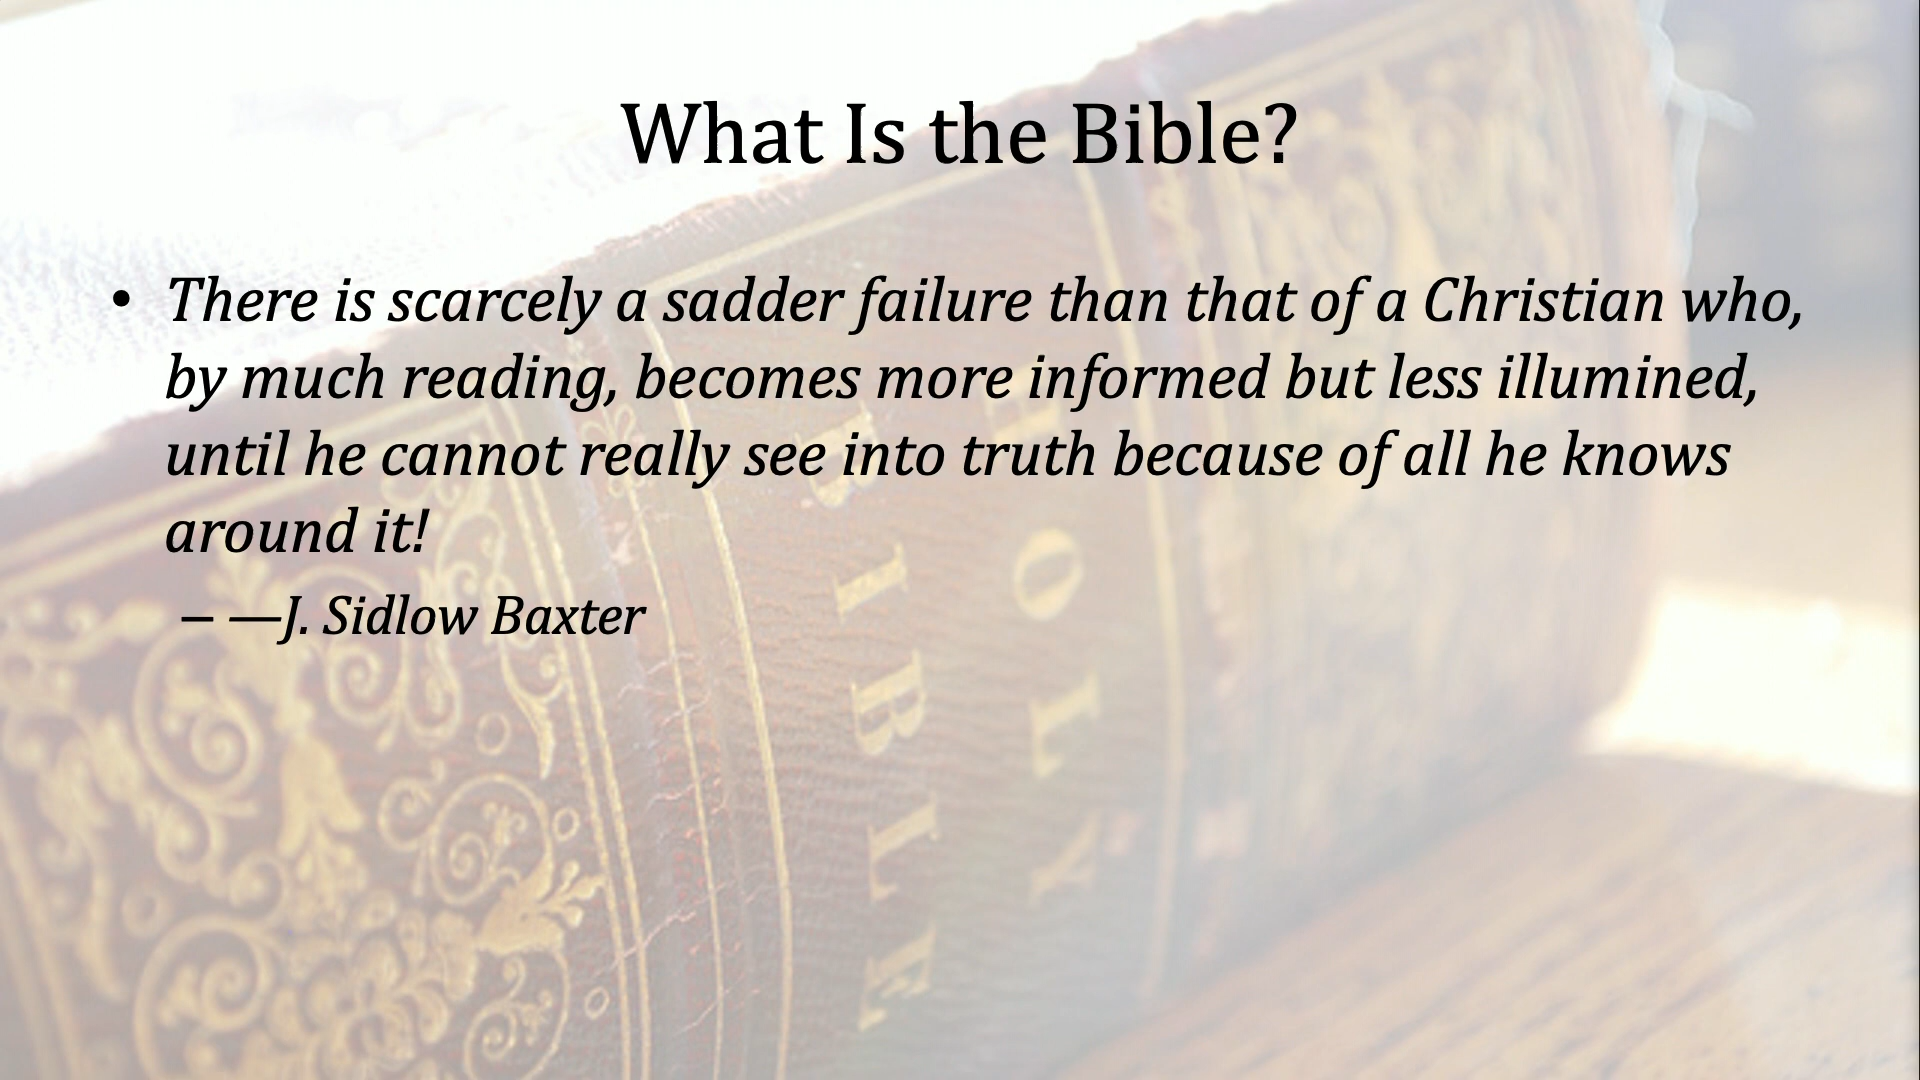 What Is the Bible?
• There is scarcely a sadder failure than that of a Christian who,
by much reading, becomes more informed but less illumined,
until he cannot really see into truth because of all he knows
around it!
– —J. Sidlow Baxter
HOLY
BIBLE